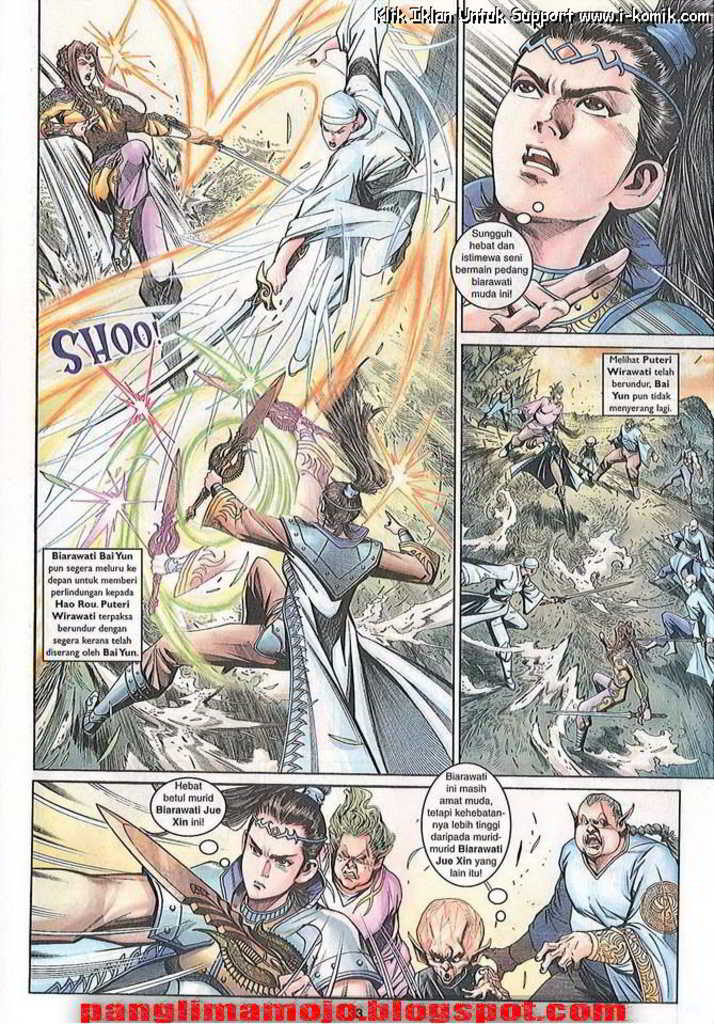 Klik Iklan Untuk Support www.i-komik.com
Sungguh
hebat dan
istimewa seni
bermain pedang
biarawati
muda ini!
SHOO!
Melihat Puteri
Wirawati telah
berundur, Bai
Yun pun tidak
menyerang lagi.
Biarawati Bai Yun
pun segera meluru ke
depan untuk memberi
perlindungan kepada
Hao Rou. Puteri
Wirawati terpaksa
berundur dengan
segera kerana telah
diserang oleh Bai Yun.
Hebat
betul murid
Biarawati Jue
Xin ini!
Biarawati
ini masih
amat muda,
tetapi kehebatan-
nya lebih tinggi
daripada murid-
murid Biarawati
Jue Xin yang
lain itu!
panglimamojo.blogspot.com